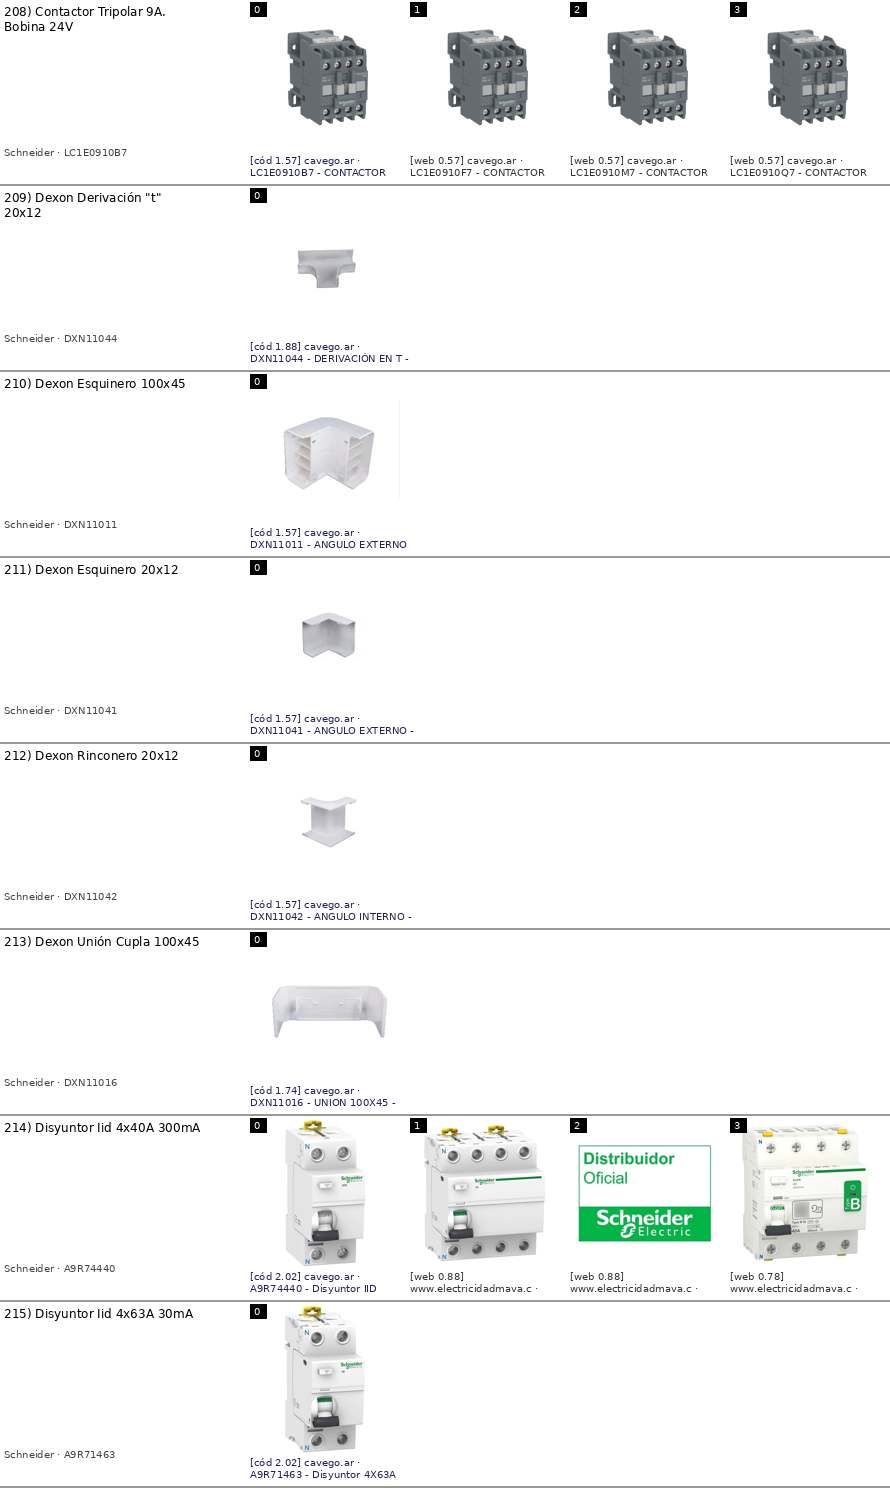 208) Contactor Tripolar 9A.
Bobina 24V
Schneider · LC1E0910B7
0
[cód 1.57] cavego.ar ·
LC1E0910B7 - CONTACTOR
1
[web 0.57] cavego.ar ·
LC1E0910F7 - CONTACTOR
2
[web 0.57] cavego.ar ·
LC1E0910M7 - CONTACTOR
3
[web 0.57] cavego.ar ·
LC1E0910Q7 - CONTACTOR
209) Dexon Derivación "t"
20x12
Schneider · DXN11044
0
[cód 1.88] cavego.ar ·
DXN11044 - DERIVACIÓN EN T -
210) Dexon Esquinero 100x45
Schneider · DXN11011
0
[cód 1.57] cavego.ar ·
DXN11011 - ANGULO EXTERNO
211) Dexon Esquinero 20x12
Schneider · DXN11041
0
[cód 1.57] cavego.ar ·
DXN11041 - ANGULO EXTERNO -
212) Dexon Rinconero 20x12
Schneider · DXN11042
0
[cód 1.57] cavego.ar ·
DXN11042 - ANGULO INTERNO -
213) Dexon Unión Cupla 100x45
Schneider · DXN11016
0
[cód 1.74] cavego.ar ·
DXN11016 - UNION 100X45 -
214) Disyuntor Iid 4x40A 300mA
Schneider · A9R74440
0
N
Schneider
N
[cód 2.02] cavego.ar ·
A9R74440 - Disyuntor IID
1
N
Schneider
N
[web 0.88]
www.electricidadmava.c ·
2
Distribuidor
Oficial
Schneider
Electric
[web 0.88]
www.electricidadmava.c ·
3
N
Schneider
B
N
[web 0.78]
www.electricidadmava.c ·
215) Disyuntor Iid 4x63A 30mA
Schneider · A9R71463
0
N
Schneider
N
[cód 2.02] cavego.ar ·
A9R71463 - Disyuntor 4X63A